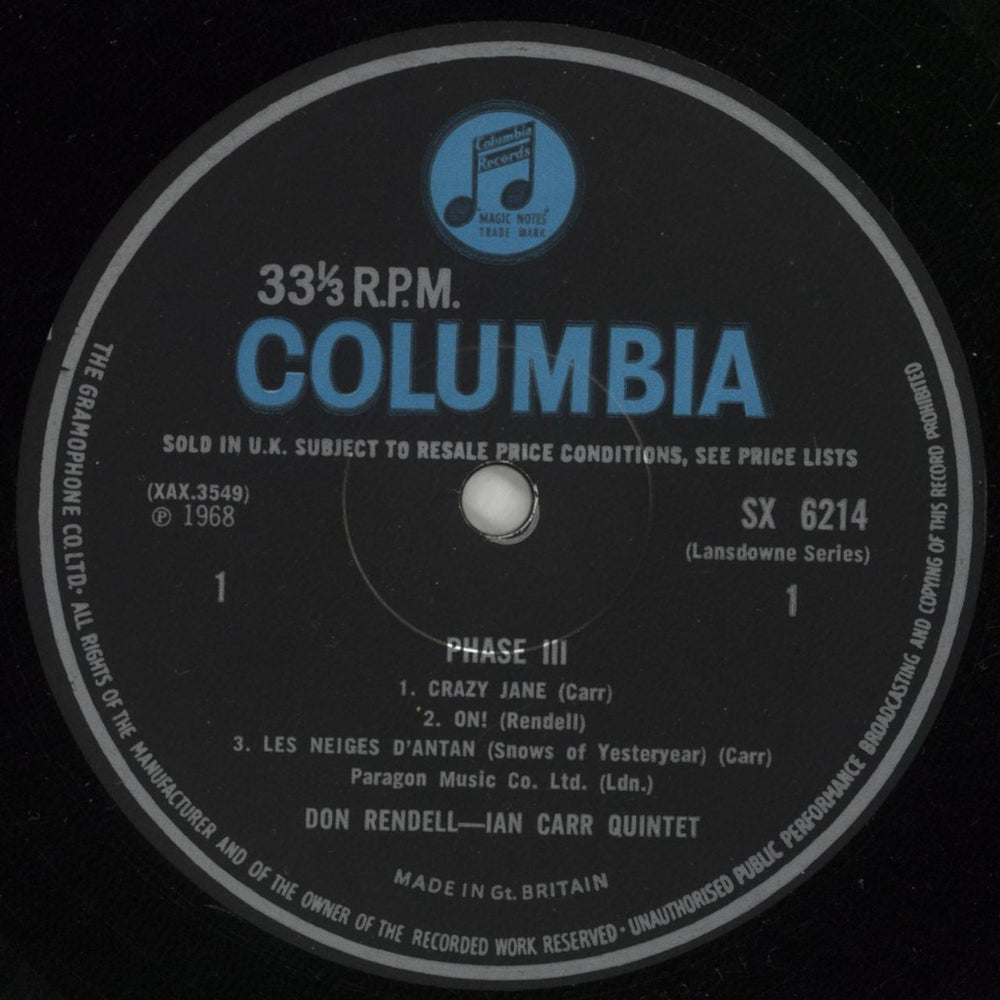 Columbia
Records
"MAGIC NOTES"
TRADE MARK
33⅓ R.P.M.
COLUMBIA
SOLD IN U.K. SUBJECT TO RESALE PRICE CONDITIONS, SEE PRICE LISTS
(XAX.3549)
℗ 1968
SX 6214
(Lansdowne Series)
1
1
PHASE III
1. CRAZY JANE (Carr)
2. ON! (Rendell)
3. LES NEIGES D'ANTAN (Snows of Yesteryear) (Carr)
Paragon Music Co. Ltd. (Ldn.)
DON RENDELL—IAN CARR QUINTET
MADE IN Gt. BRITAIN
THE GRAMOPHONE CO. LTD. · ALL RIGHTS OF THE MANUFACTURER AND OF THE OWNER OF THE RECORDED WORK RESERVED · UNAUTHORISED PUBLIC PERFORMANCE BROADCASTING AND COPYING OF THIS RECORD PROHIBITED